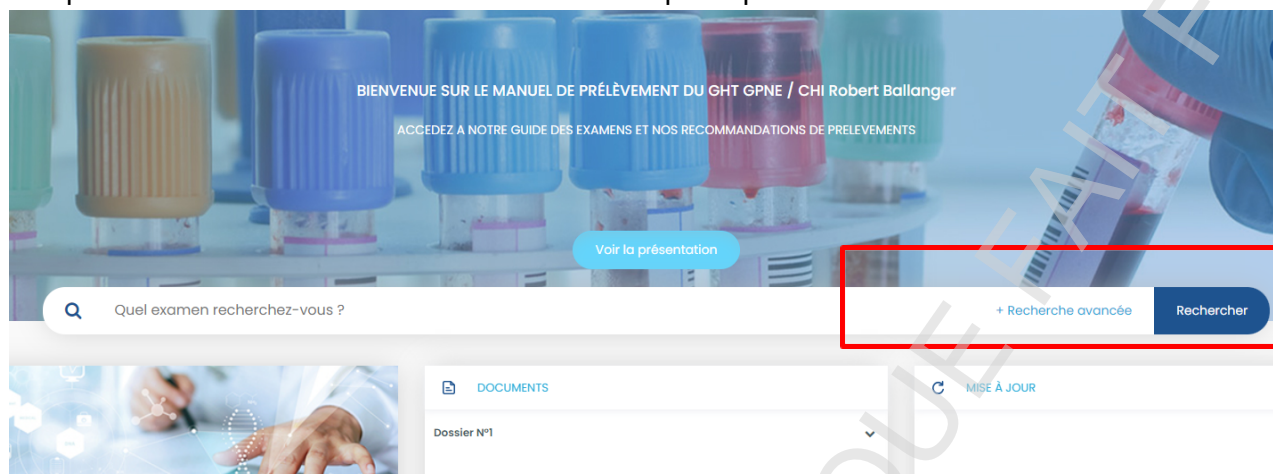 BIENVENUE SUR LE MANUEL DE PRÉLÈVEMENT DU GHT GPNE / CHI Robert Ballanger
ACCEDEZ A NOTRE GUIDE DES EXAMENS ET NOS RECOMMANDATIONS DE PRELEVEMENTS
Voir la présentation
Quel examen recherchez-vous ?
+ Recherche avancée
Rechercher
DOCUMENTS
MISE À JOUR
Dossier N°1